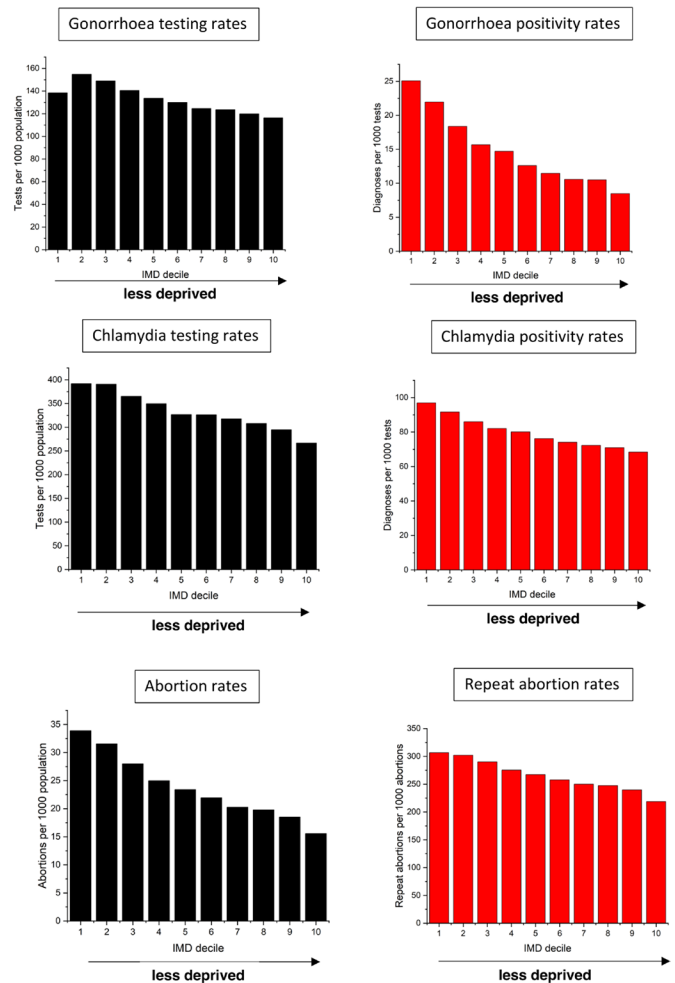 Gonorrhoea testing rates
Tests per 1000 population
160
140
120
100
80
60
40
20
0
1 2 3 4 5 6 7 8 9 10
IMD decile
less deprived
Gonorrhoea positivity rates
Diagnoses per 1000 tests
25
20
15
10
5
0
1 2 3 4 5 6 7 8 9 10
IMD decile
less deprived
Chlamydia testing rates
Tests per 1000 population
400
350
300
250
200
150
100
50
0
1 2 3 4 5 6 7 8 9 10
IMD decile
less deprived
Chlamydia positivity rates
Diagnoses per 1000 tests
100
80
60
40
20
0
1 2 3 4 5 6 7 8 9 10
IMD decile
less deprived
Abortion rates
Abortions per 1000 population
35
30
25
20
15
10
5
0
1 2 3 4 5 6 7 8 9 10
IMD decile
less deprived
Repeat abortion rates
Repeat abortions per 1000 abortions
350
300
250
200
150
100
50
0
1 2 3 4 5 6 7 8 9 10
IMD decile
less deprived